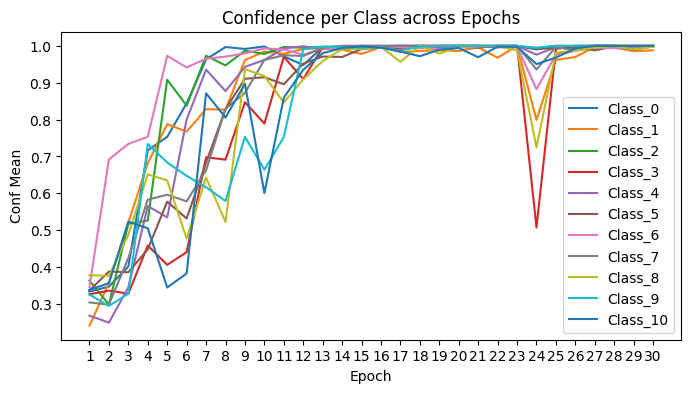 Confidence per Class across Epochs
Conf Mean
1.0
0.9
0.8
0.7
0.6
0.5
0.4
0.3
Class_0
Class_1
Class_2
Class_3
Class_4
Class_5
Class_6
Class_7
Class_8
Class_9
Class_10
1 2 3 4 5 6 7 8 9 10 11 12 13 14 15 16 17 18 19 20 21 22 23 24 25 26 27 28 29 30
Epoch